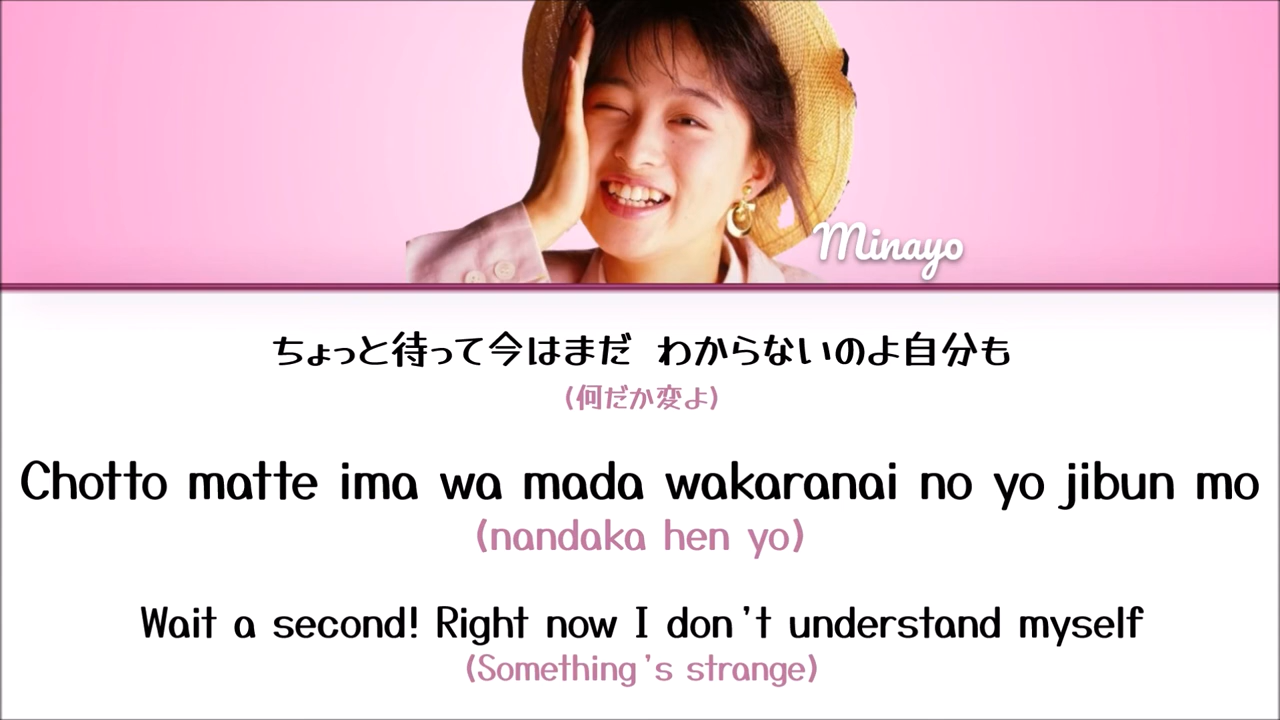 Minayo
ちょっと待って今はまだ わからないのよ自分も
(何だか変よ)
Chotto matte ima wa mada wakaranai no yo jibun mo
(nandaka hen yo)
Wait a second! Right now I don't understand myself
(Something's strange)